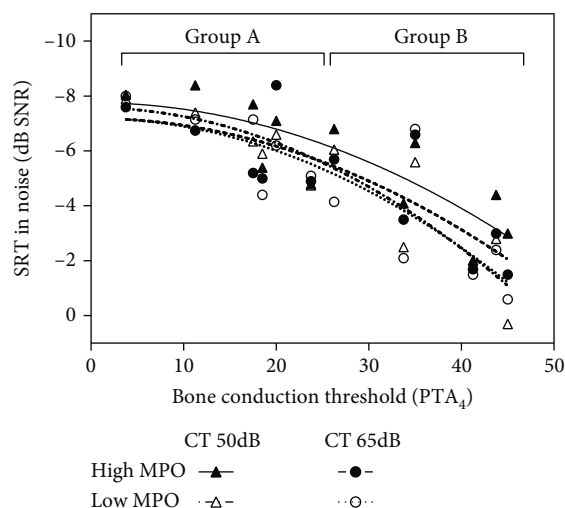 Group A
Group B
−10
−8
−6
−4
−2
0
SRT in noise (dB SNR)
0
10
20
30
40
50
Bone conduction threshold (PTA4)
CT 50dB
CT 65dB
High MPO
Low MPO